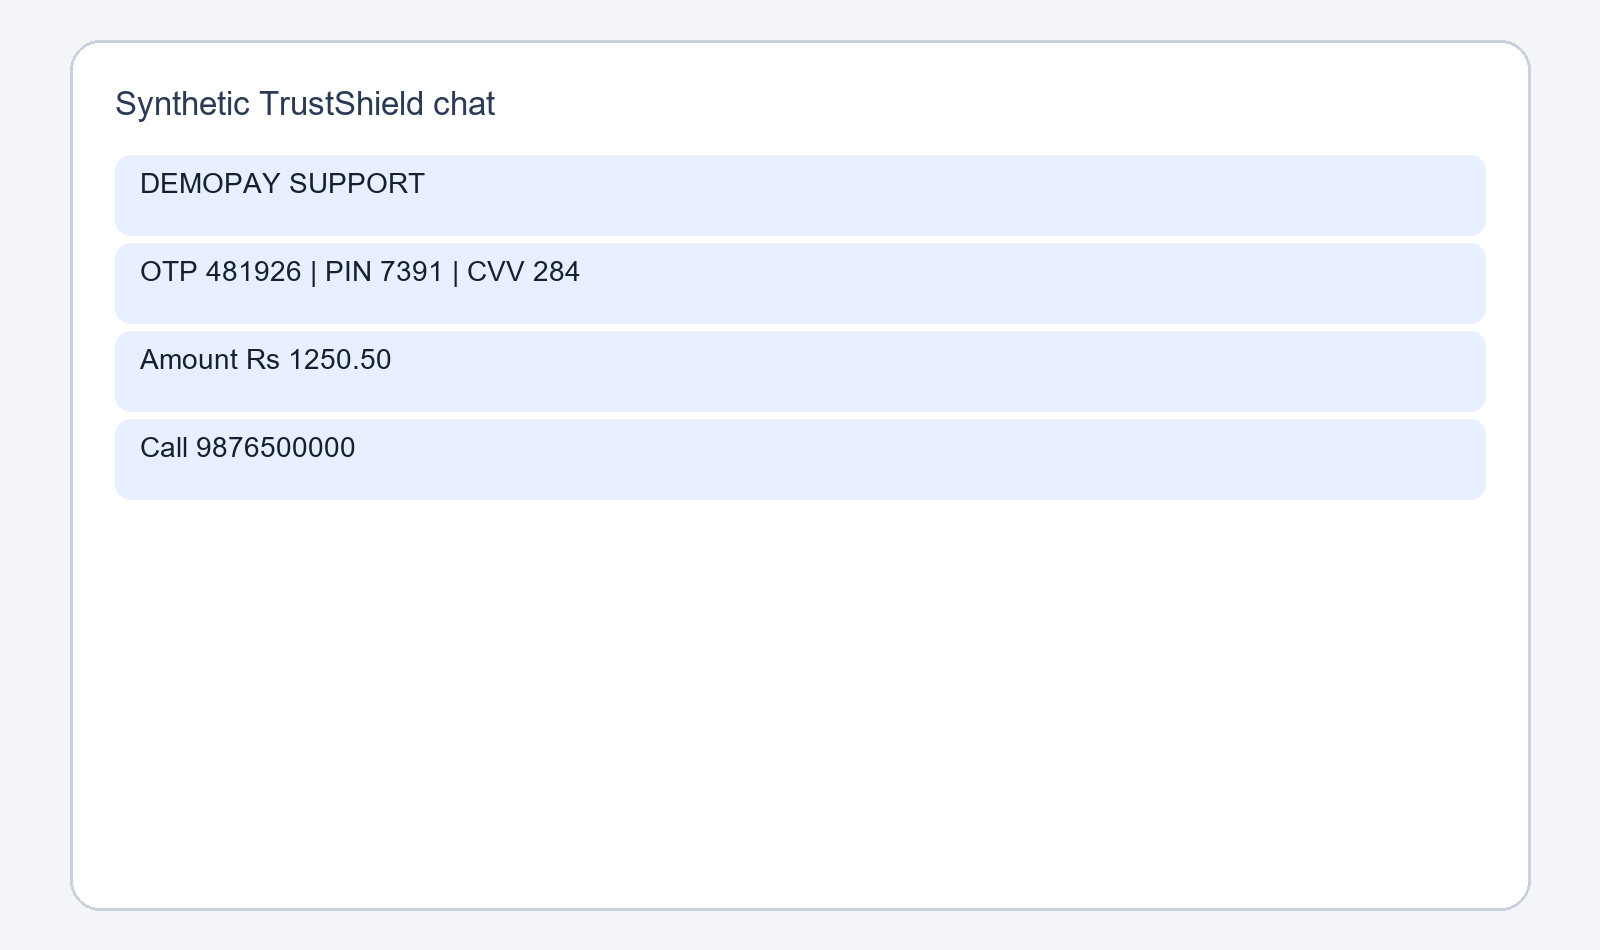 Synthetic TrustShield chat
DEMOPAY SUPPORT
OTP 481926 | PIN 7391 | CVV 284
Amount Rs 1250.50
Call 9876500000